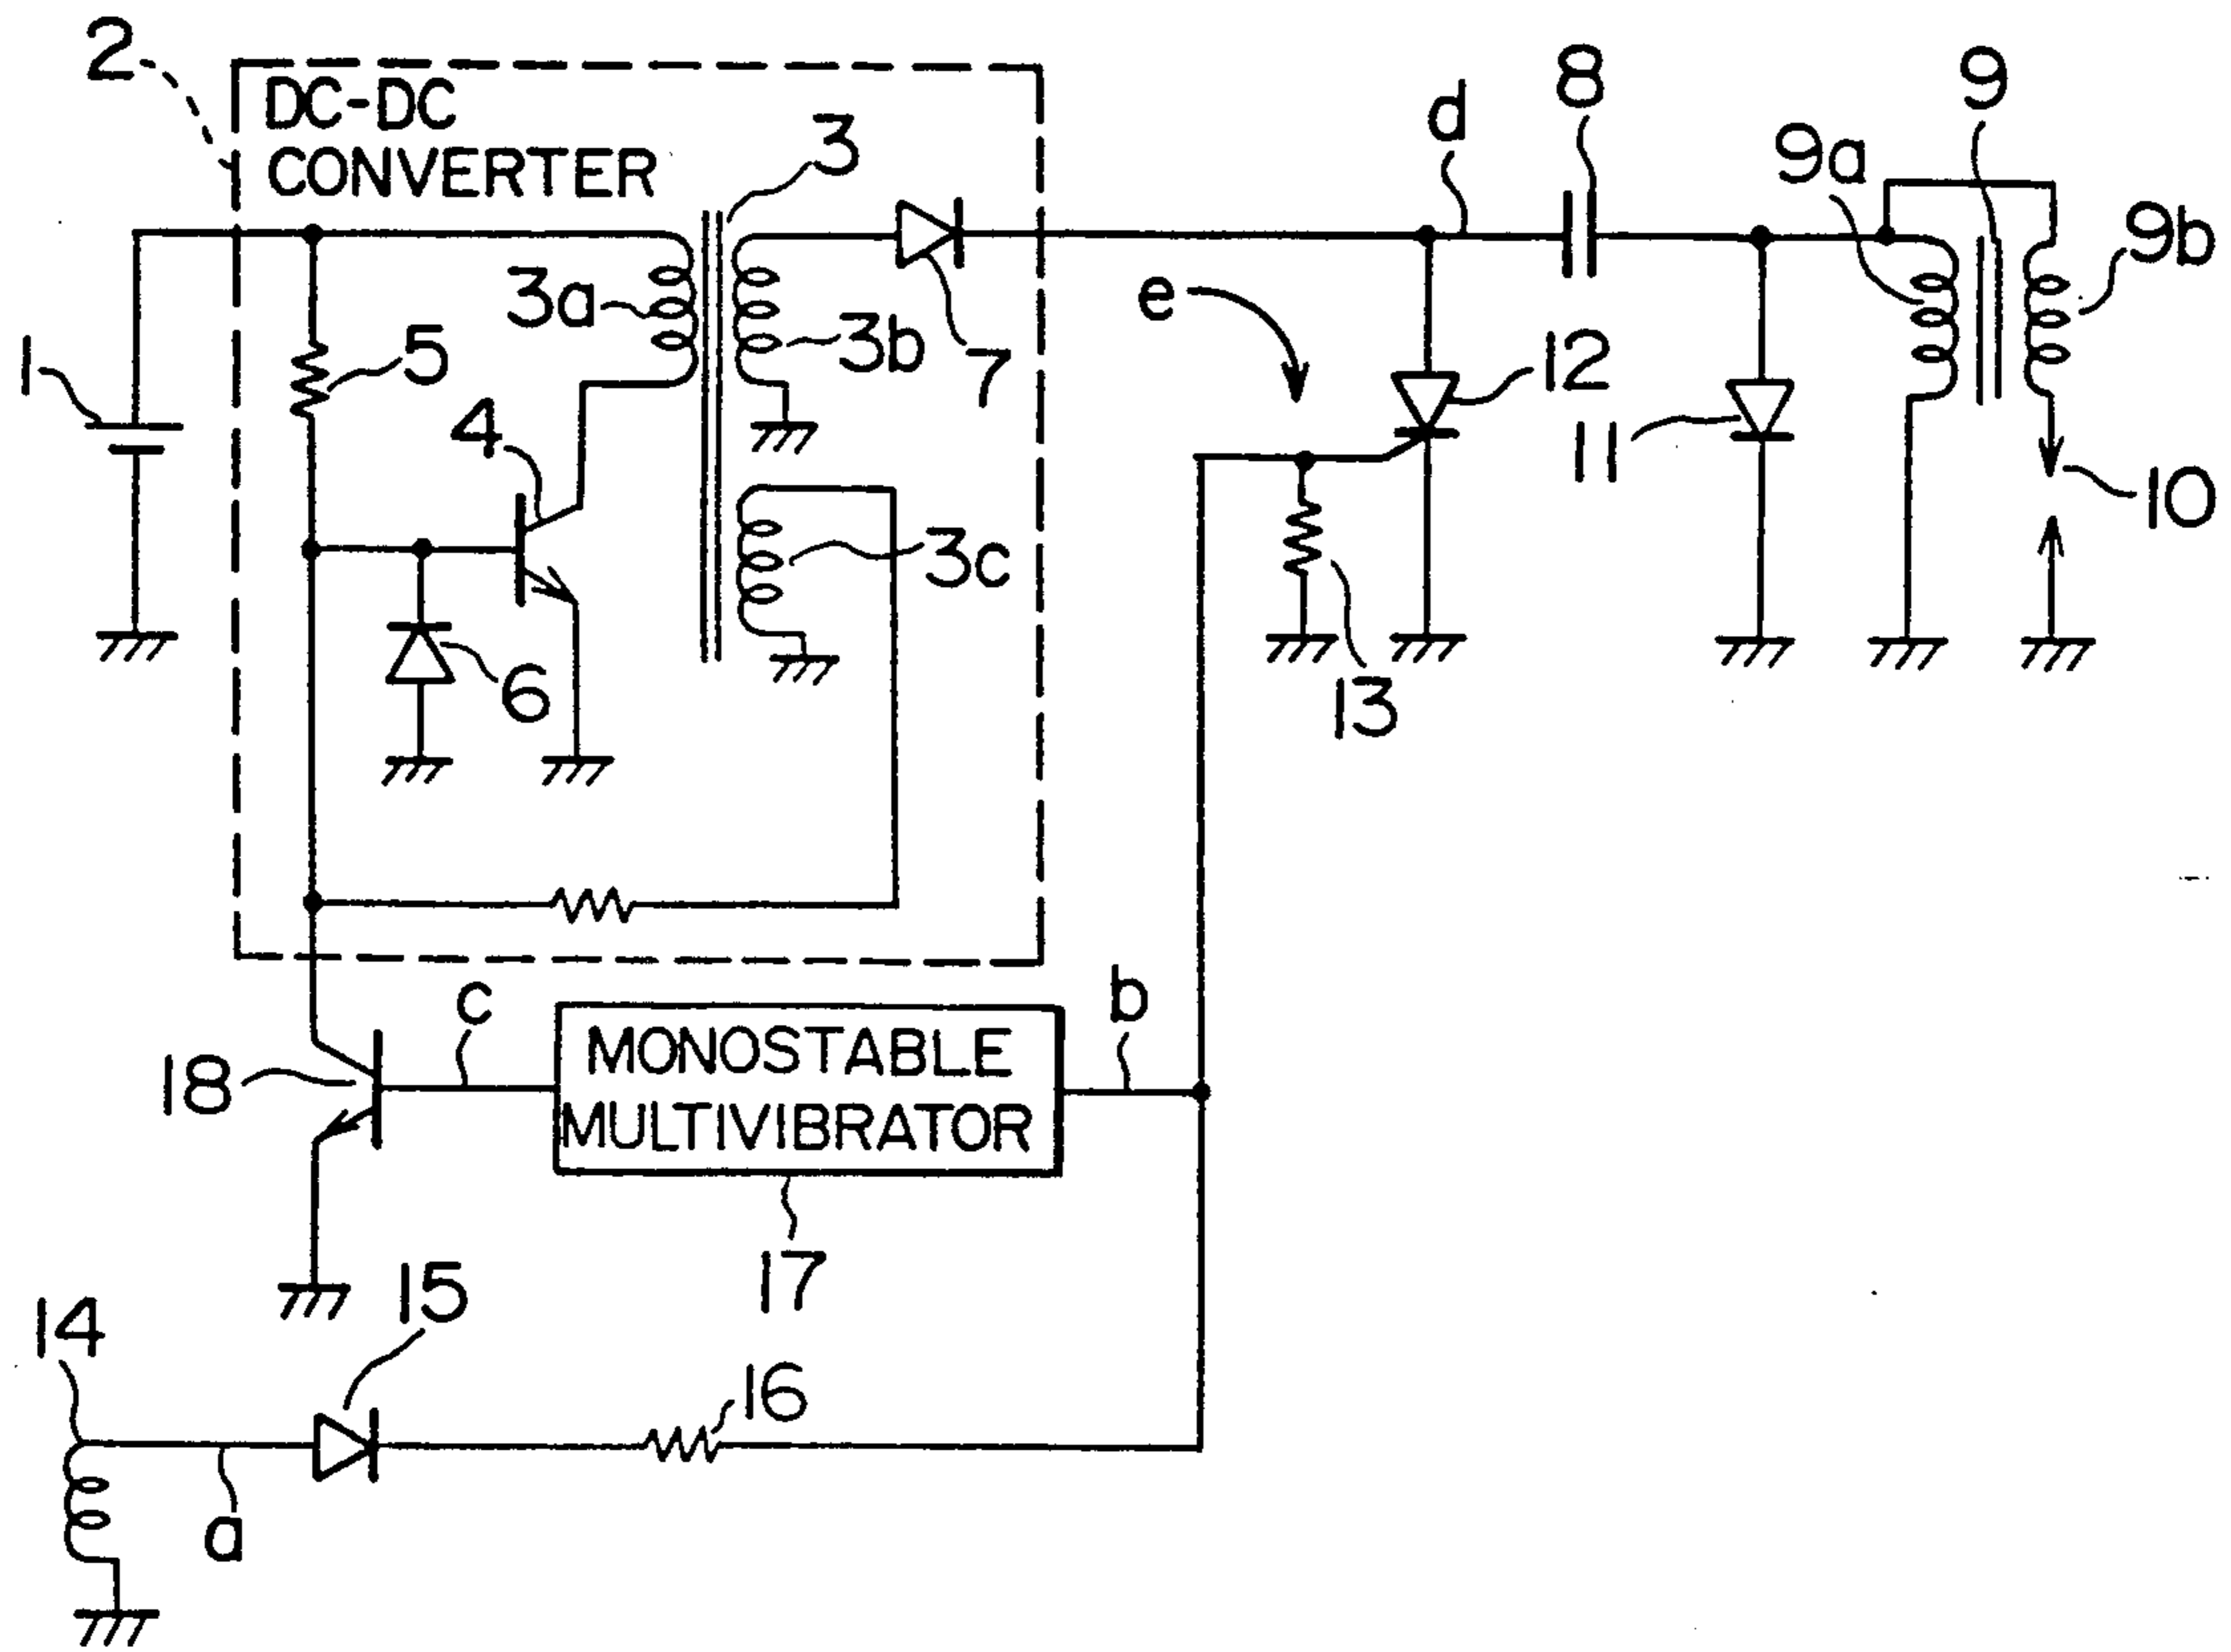 2
DC-DC
CONVERTER
3
d
8
9
9a
9b
3a
3b
7
e
1
5
4
12
11
10
3c
6
13
c
b
18
MONOSTABLE
MULTIVIBRATOR
17
14
15
16
a